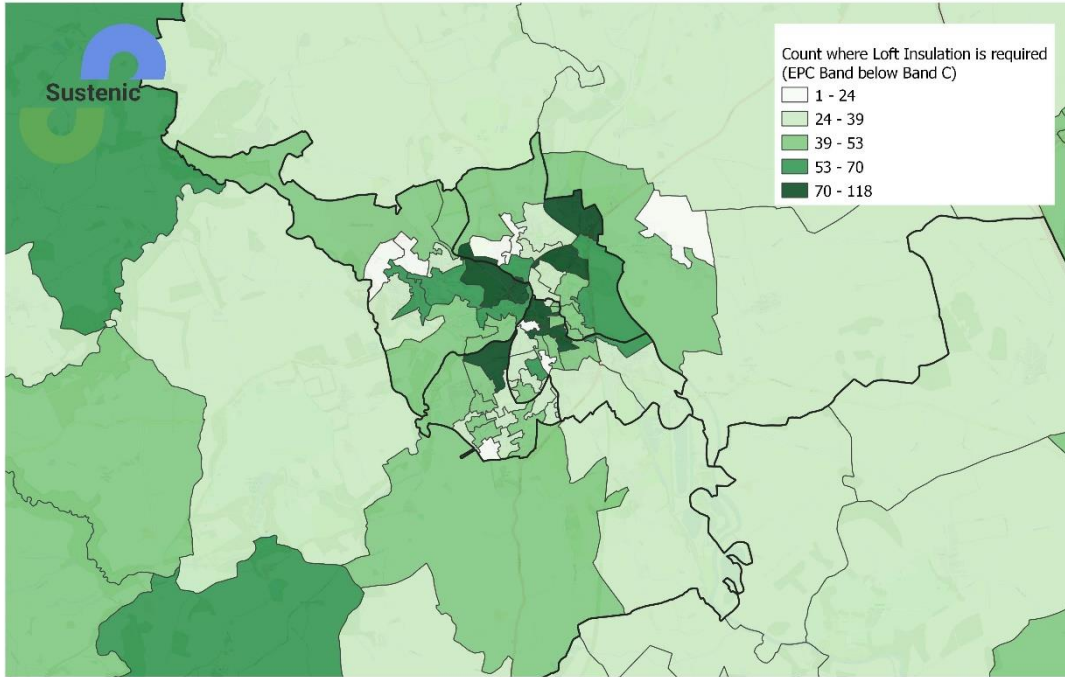 Sustenic
Count where Loft Insulation is required
(EPC Band below Band C)
1 - 24
24 - 39
39 - 53
53 - 70
70 - 118